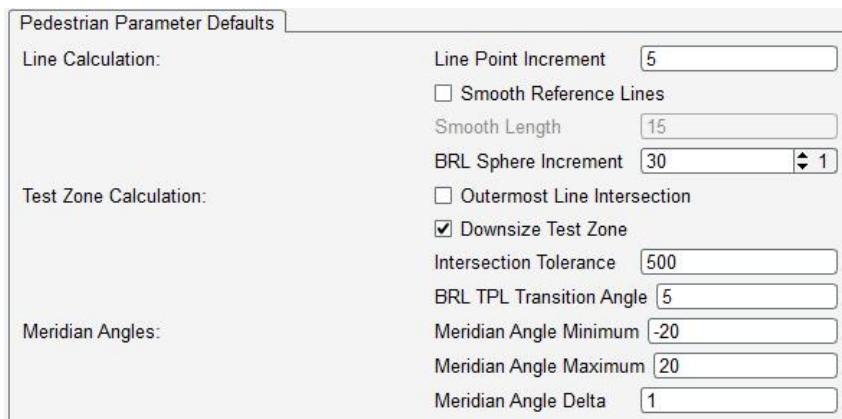 Pedestrian Parameter Defaults
Line Calculation: Line Point Increment 5
Smooth Reference Lines
Smooth Length 15
BRL Sphere Increment 30 1
Test Zone Calculation: Outermost Line Intersection
Downsize Test Zone
Intersection Tolerance 500
BRL TPL Transition Angle 5
Meridian Angles: Meridian Angle Minimum -20
Meridian Angle Maximum 20
Meridian Angle Delta 1